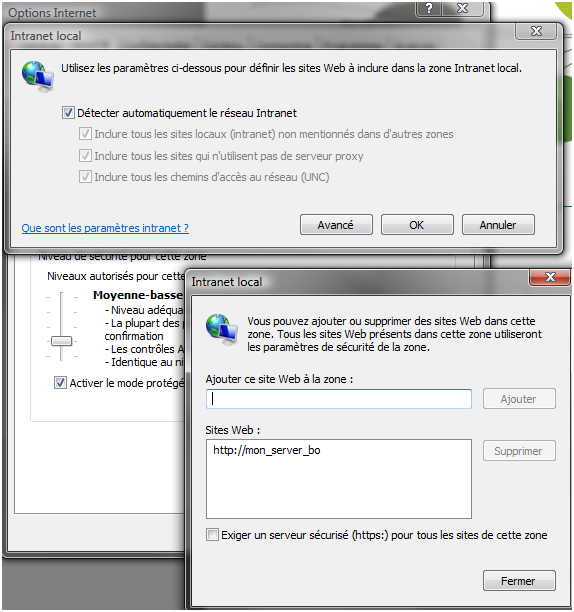 Options Internet
Intranet local
Utilisez les paramètres ci-dessous pour définir les sites Web à inclure dans la zone Intranet local.
Détecter automatiquement le réseau Intranet
Inclure tous les sites locaux (intranet) non mentionnés dans d'autres zones
Inclure tous les sites qui n'utilisent pas de serveur proxy
Inclure tous les chemins d'accès au réseau (UNC)
Que sont les paramètres intranet ?
Avancé
OK
Annuler
Niveau de sécurité pour cette zone
Niveaux autorisés pour cette
Moyenne-basse
- Niveau adéqua
- La plupart des
confirmation
- Les contrôles A
- Identique au ni
Activer le mode protégé
Intranet local
Vous pouvez ajouter ou supprimer des sites Web dans cette
zone. Tous les sites Web présents dans cette zone utiliseront
les paramètres de sécurité de la zone.
Ajouter ce site Web à la zone :
Ajouter
Sites Web :
http://mon_server_bo
Supprimer
Exiger un serveur sécurisé (https:) pour tous les sites de cette zone
Fermer